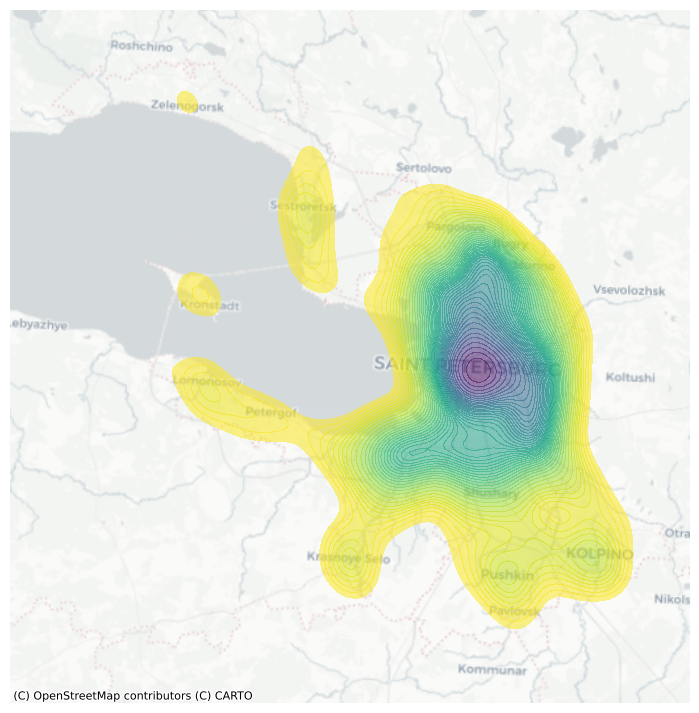 Roshchino
Zelenogorsk
Sertolovo
Sestroretsk
Pargolovo
Vsevolozhsk
Kronstadt
Lebyazhye
SAINT PETERSBURG
Koltushi
Lomonosov
Petergof
Shushary
Krasnoye Selo
KOLPINO
Otra
Pushkin
Nikols
Pavlovsk
Kommunar
(C) OpenStreetMap contributors (C) CARTO